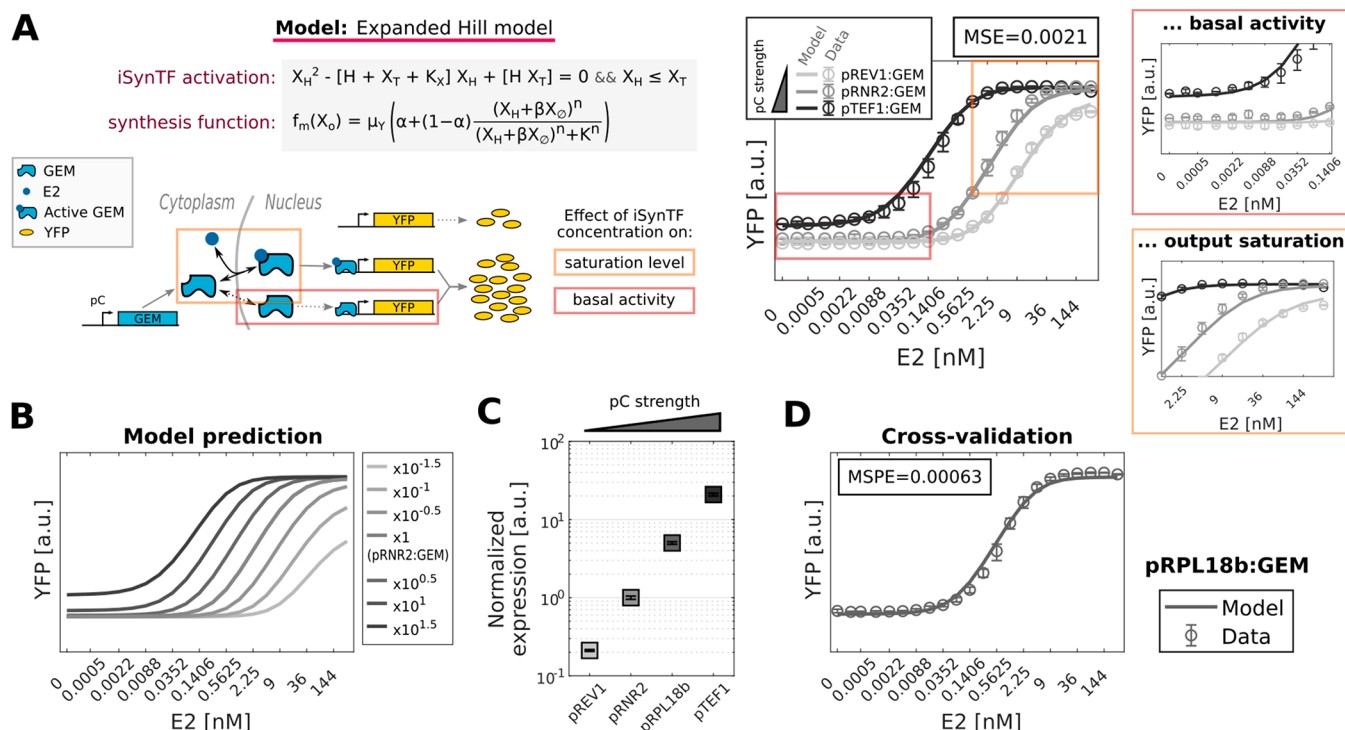 A
Model: Expanded Hill model
iSynTF activation: X_H² - [H + X_T + K_X] X_H + [H X_T] = 0 && X_H ≤ X_T
synthesis function: f_m(X_o) = μ_Y (α+(1−α) (X_H+βX_∅)ⁿ / ((X_H+βX_∅)ⁿ+Kⁿ))
GEM
E2
Active GEM
YFP
Cytoplasm
Nucleus
pC
GEM
YFP
YFP
YFP
Effect of iSynTF
concentration on:
saturation level
basal activity
MSE=0.0021
pC strength
Model
Data
pREV1:GEM
pRNR2:GEM
pTEF1:GEM
YFP [a.u.]
0 0.0005 0.0022 0.0088 0.0352 0.1406 0.5625 2.25 9 36 144
E2 [nM]
... basal activity
YFP [a.u.]
0 0.0005 0.0022 0.0088 0.0352 0.1406
E2 [nM]
... output saturation
YFP [a.u.]
2.25 9 36 144
E2 [nM]
B
Model prediction
YFP [a.u.]
0 0.0005 0.0022 0.0088 0.0352 0.1406 0.5625 2.25 9 36 144
E2 [nM]
x10^-1.5
x10^-1
x10^-0.5
x1
(pRNR2:GEM)
x10^0.5
x10^1
x10^1.5
C
pC strength
Normalized
expression [a.u.]
10²
10¹
10⁰
10⁻¹
pREV1 pRNR2 pRPL18b pTEF1
D
Cross-validation
MSPE=0.00063
YFP [a.u.]
0 0.0005 0.0022 0.0088 0.0352 0.1406 0.5625 2.25 9 36 144
E2 [nM]
pRPL18b:GEM
Model
Data